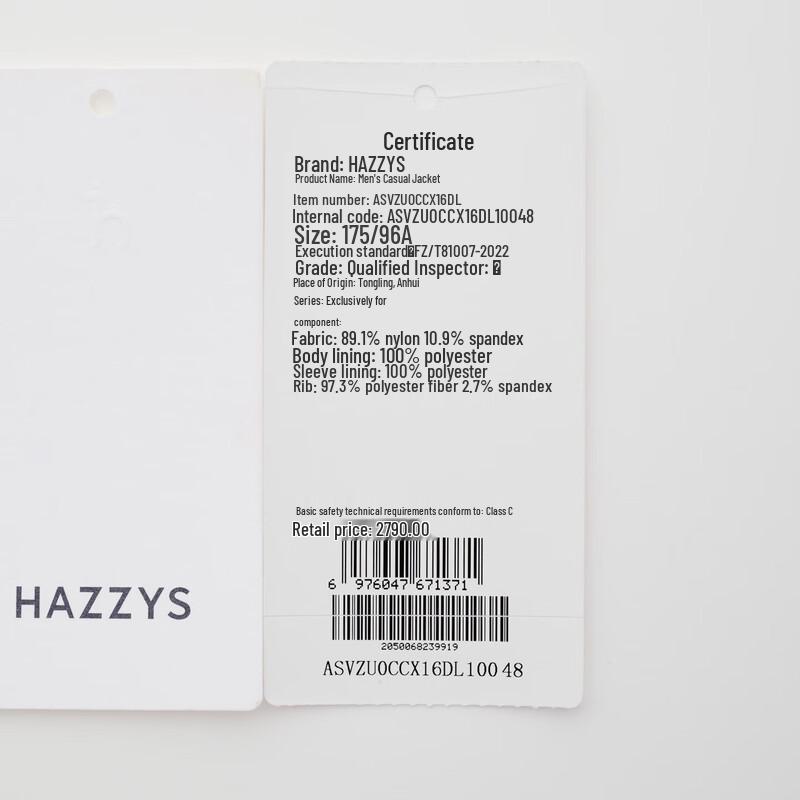 Certificate
Brand: HAZZYS
Product Name: Men's Casual Jacket
Item number: ASVZU0CCX16DL
Internal code: ASVZU0CCX16DL10048
Size: 175/96A
Execution standard FZ/T81007-2022
Grade: Qualified Inspector:
Place of Origin: Tongling, Anhui
Series: Exclusively for
component:
Fabric: 89.1% nylon 10.9% spandex
Body lining: 100% polyester
Sleeve lining: 100% polyester
Rib: 97.3% polyester fiber 2.7% spandex
Basic safety technical requirements conform to: Class C
Retail price: 2790.00
6 976047 671371
2050068239919
ASVZU0CCX16DL100 48
HAZZYS